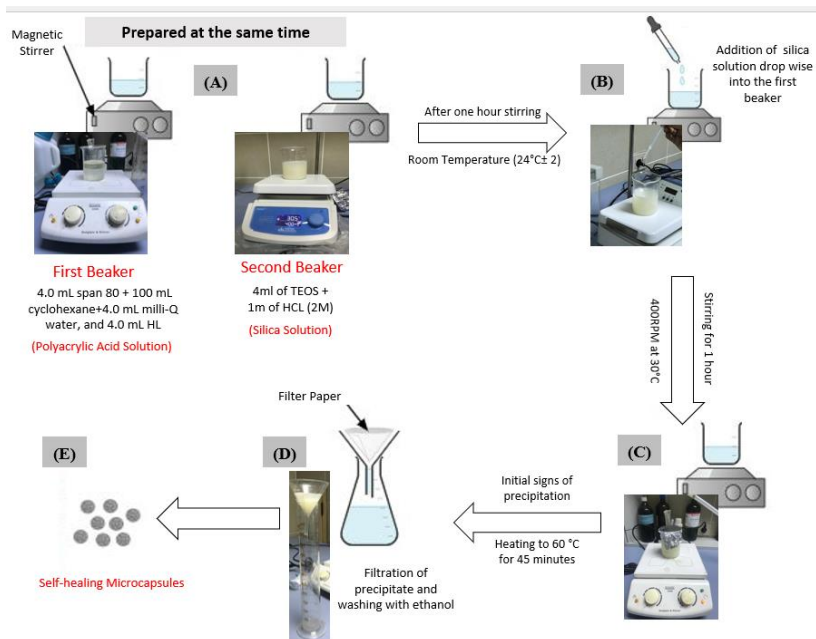 Magnetic
Stirrer
Prepared at the same time
(A)
(B)
Addition of silica
solution drop wise
into the first
beaker
After one hour stirring
Room Temperature (24°C± 2)
305
First Beaker
4.0 mL span 80 + 100 mL
cyclohexane+4.0 mL milli-Q
water, and 4.0 mL HL
(Polyacrylic Acid Solution)
Second Beaker
4ml of TEOS +
1m of HCL (2M)
(Silica Solution)
Stirring for 1 hour
400RPM at 30°C
Filter Paper
(E)
(D)
(C)
Initial signs of
precipitation
Heating to 60 °C
for 45 minutes
Self-healing Microcapsules
Filtration of
precipitate and
washing with ethanol